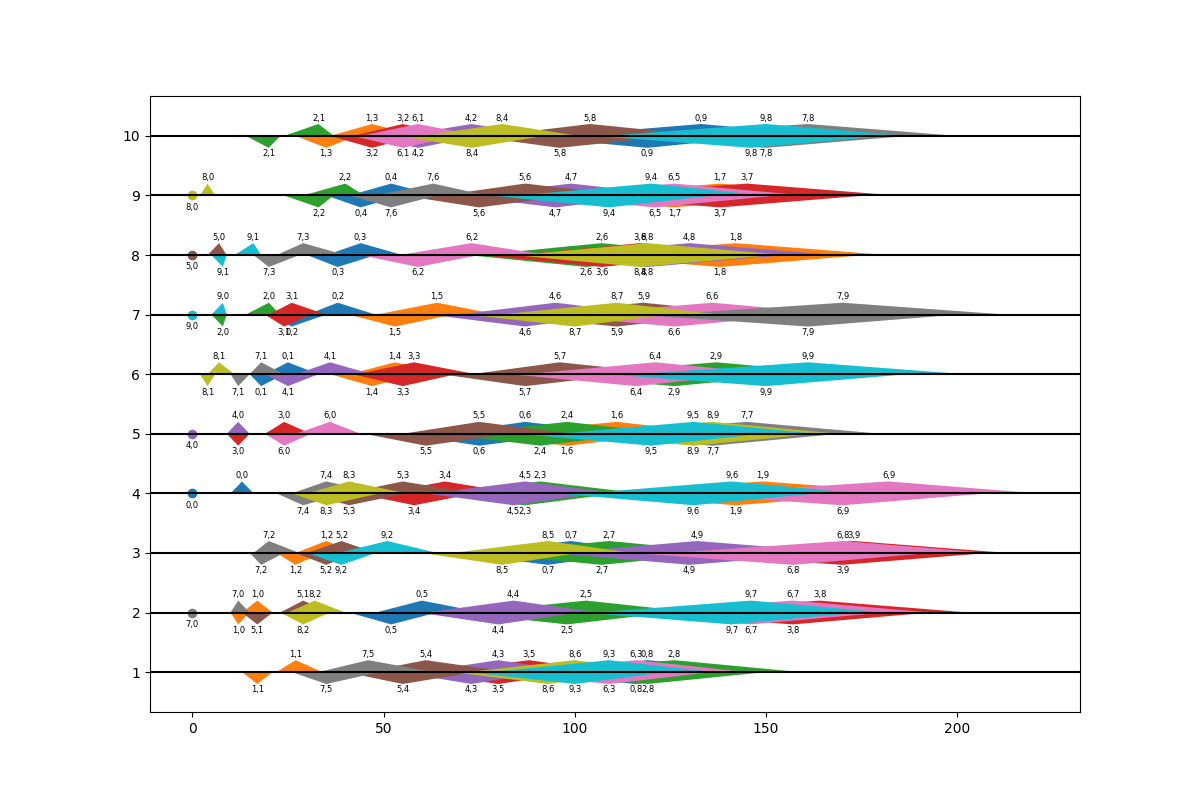 2,1 1,3 3,2 6,1 4,2 8,4 5,8 0,9 9,8 7,8
10
2,1 1,3 3,2 6,1 4,2 8,4 5,8 0,9 9,8 7,8
8,0 2,2 0,4 7,6 5,6 4,7 9,4 6,5 1,7 3,7
9
8,0 2,2 0,4 7,6 5,6 4,7 9,4 6,5 1,7 3,7
5,0 9,1 7,3 0,3 6,2 2,6 3,6 8,8 4,8 1,8
8
5,0 9,1 7,3 0,3 6,2 2,6 3,6 8,8 4,8 1,8
9,0 2,0 3,1 0,2 1,5 4,6 8,7 5,9 6,6 7,9
7
9,0 2,0 3,1 0,2 1,5 4,6 8,7 5,9 6,6 7,9
8,1 7,1 0,1 4,1 1,4 3,3 5,7 6,4 2,9 9,9
6
8,1 7,1 0,1 4,1 1,4 3,3 5,7 6,4 2,9 9,9
4,0 3,0 6,0 5,5 0,6 2,4 1,6 9,5 8,9 7,7
5
4,0 3,0 6,0 5,5 0,6 2,4 1,6 9,5 8,9 7,7
0,0 7,4 8,3 5,3 3,4 4,5 2,3 9,6 1,9 6,9
4
0,0 7,4 8,3 5,3 3,4 4,5 2,3 9,6 1,9 6,9
7,2 1,2 5,2 9,2 8,5 0,7 2,7 4,9 6,8 3,9
3
7,2 1,2 5,2 9,2 8,5 0,7 2,7 4,9 6,8 3,9
7,0 1,0 5,1 8,2 0,5 4,4 2,5 9,7 6,7 3,8
2
7,0 1,0 5,1 8,2 0,5 4,4 2,5 9,7 6,7 3,8
1,1 7,5 5,4 4,3 3,5 8,6 9,3 6,3 0,8 2,8
1
1,1 7,5 5,4 4,3 3,5 8,6 9,3 6,3 0,8 2,8
0 50 100 150 200